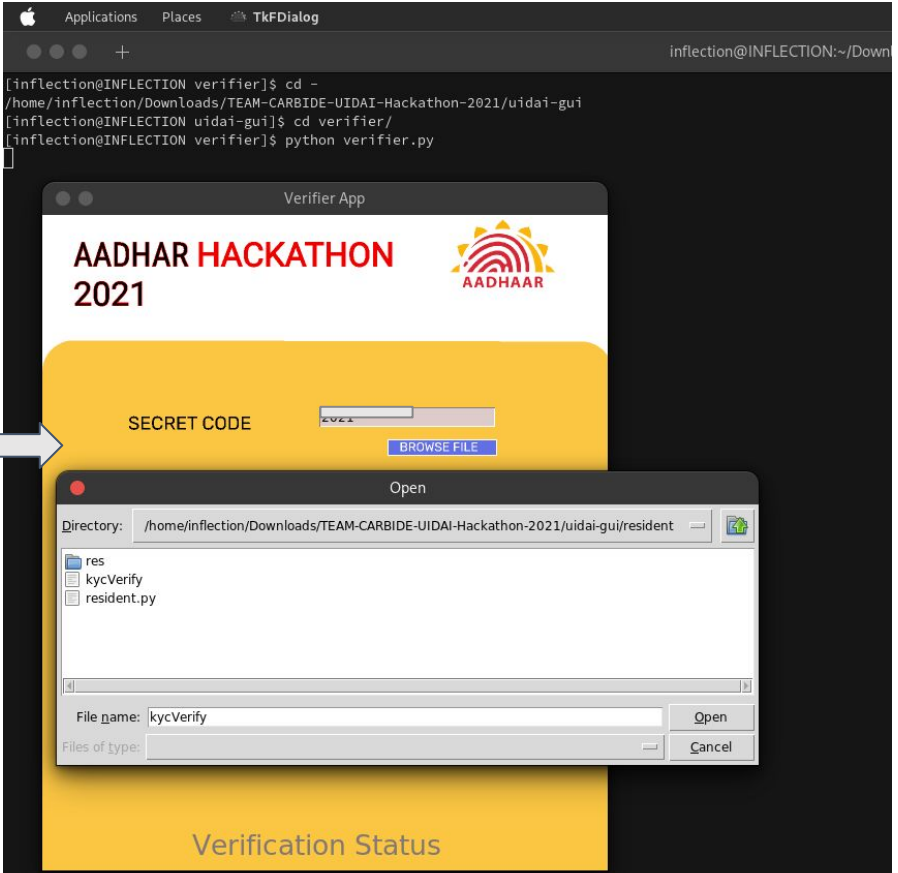 Applications Places TkFDialog
inflection@INFLECTION:~/Downl
[inflection@INFLECTION verifier]$ cd -
/home/inflection/Downloads/TEAM-CARBIDE-UIDAI-Hackathon-2021/uidai-gui
[inflection@INFLECTION uidai-gui]$ cd verifier/
[inflection@INFLECTION verifier]$ python verifier.py
Verifier App
AADHAR HACKATHON
2021
AADHAAR
SECRET CODE
2021
BROWSE FILE
Open
Directory: /home/inflection/Downloads/TEAM-CARBIDE-UIDAI-Hackathon-2021/uidai-gui/resident
res
kycVerify
resident.py
File name: kycVerify Open
Files of type: Cancel
Verification Status